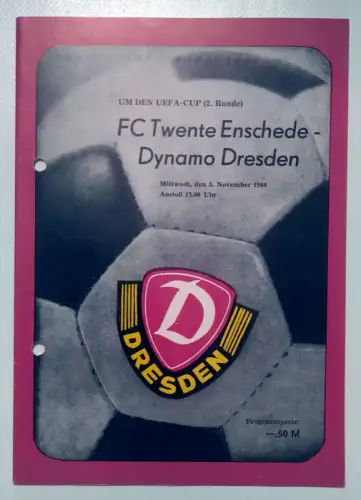 UM DEN UEFA-CUP (2. Runde)
FC Twente Enschede -
Dynamo Dresden
Mittwoch, den 5. November 1980
Anstoß 17.00 Uhr
D
DRESDEN
Programmpreis:
—,50 M